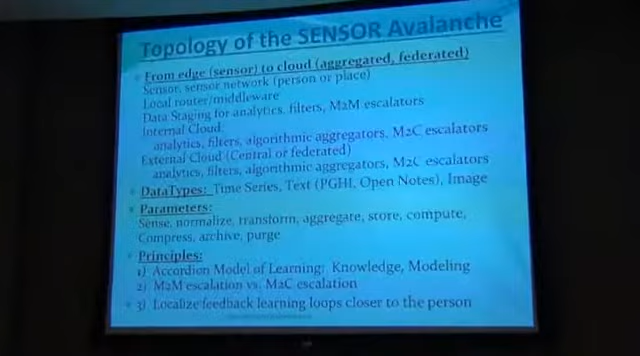 Topology of the SENSOR Avalanche
From edge (sensor) to cloud (aggregated, federated)
Sensor, sensor network (person or place)
Local router/middleware
Data Staging for analytics, filters, M2M escalators
Internal Cloud:
analytics, filters, algorithmic aggregators, M2C escalators
External Cloud (Central or federated)
analytics, filters, algorithmic aggregators, M2C escalators
DataTypes: Time Series, Text (PGHI, Open Notes), Image
Parameters:
Sense, normalize, transform, aggregate, store, compute,
Compress, archive, purge
Principles:
1) Accordion Model of Learning: Knowledge, Modeling
2) M2M escalation vs. M2C escalation
3) Localize feedback learning loops closer to the person